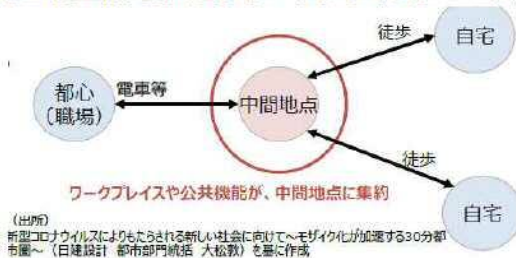 徒歩
自宅
都心
(職場)
電車等
中間地点
徒歩
自宅
ワークプレイスや公共機能が、中間地点に集約
(出所)
新型コロナウイルスによりもたらされる新しい社会に向けて~モザイク化が加速する30分都
市圏~ (日建設計 都市部門統括 大松敦) を基に作成